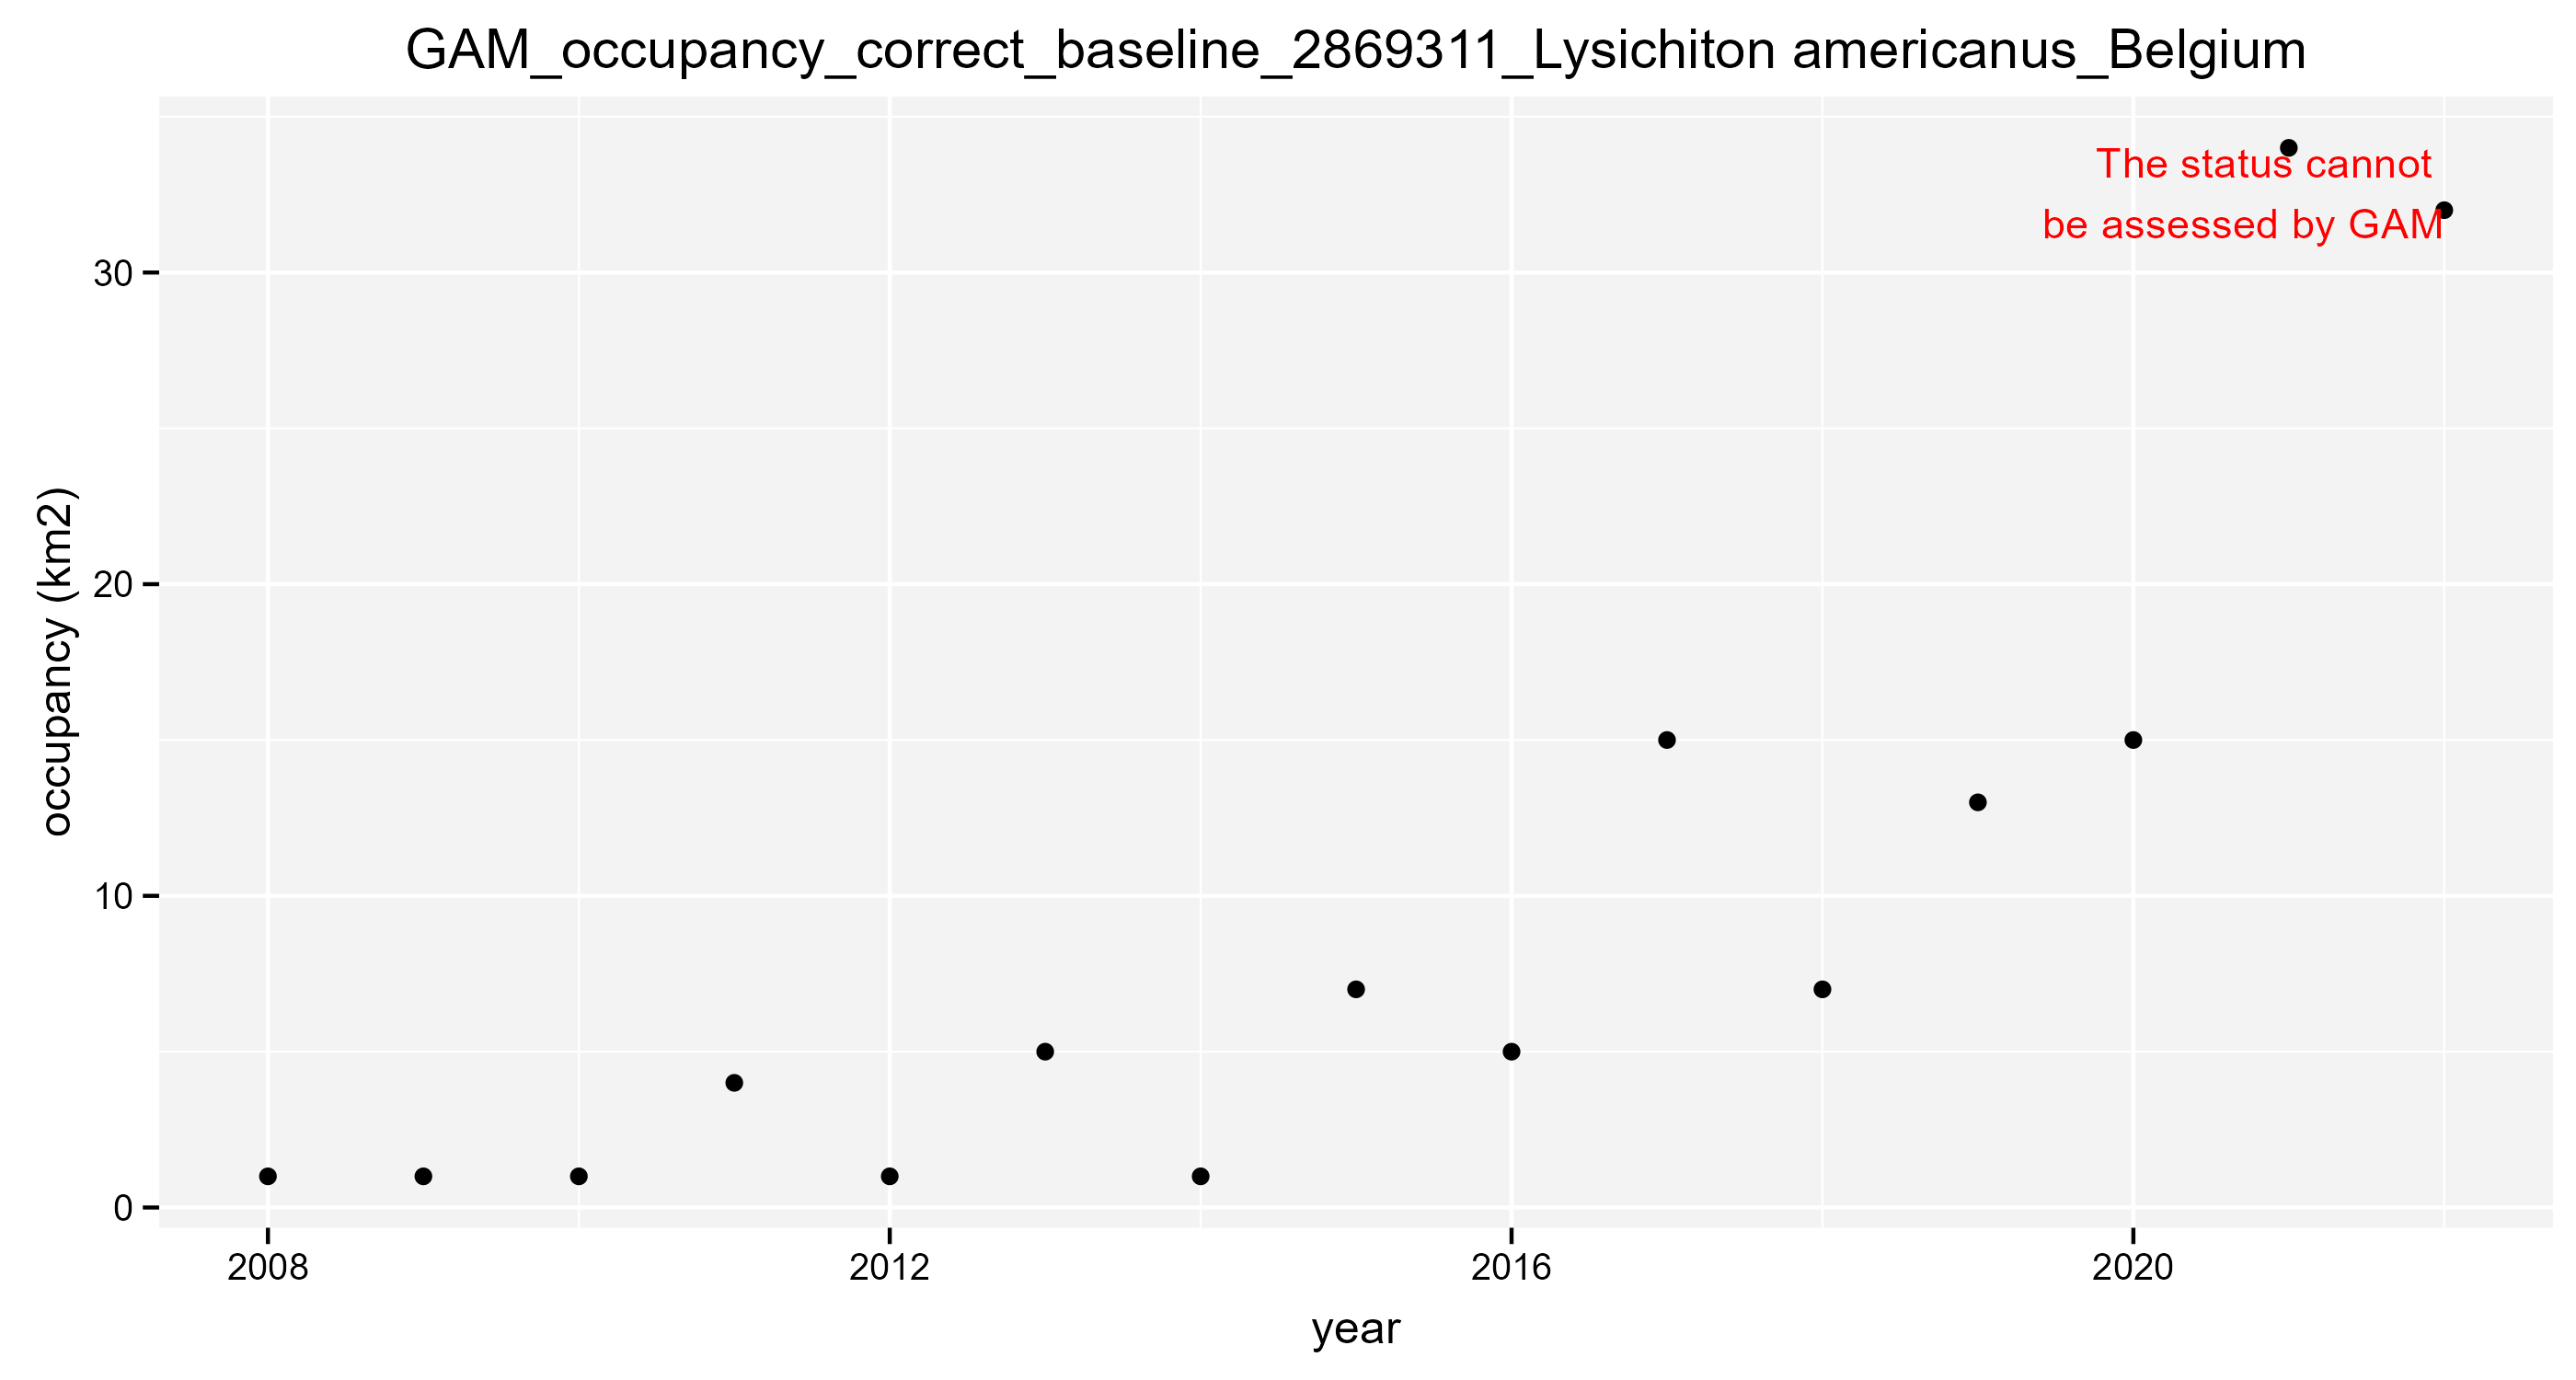 GAM_occupancy_correct_baseline_2869311_Lysichiton americanus_Belgium
The status cannot
be assessed by GAM
30
20
10
0
occupancy (km2)
2008
2012
2016
2020
year